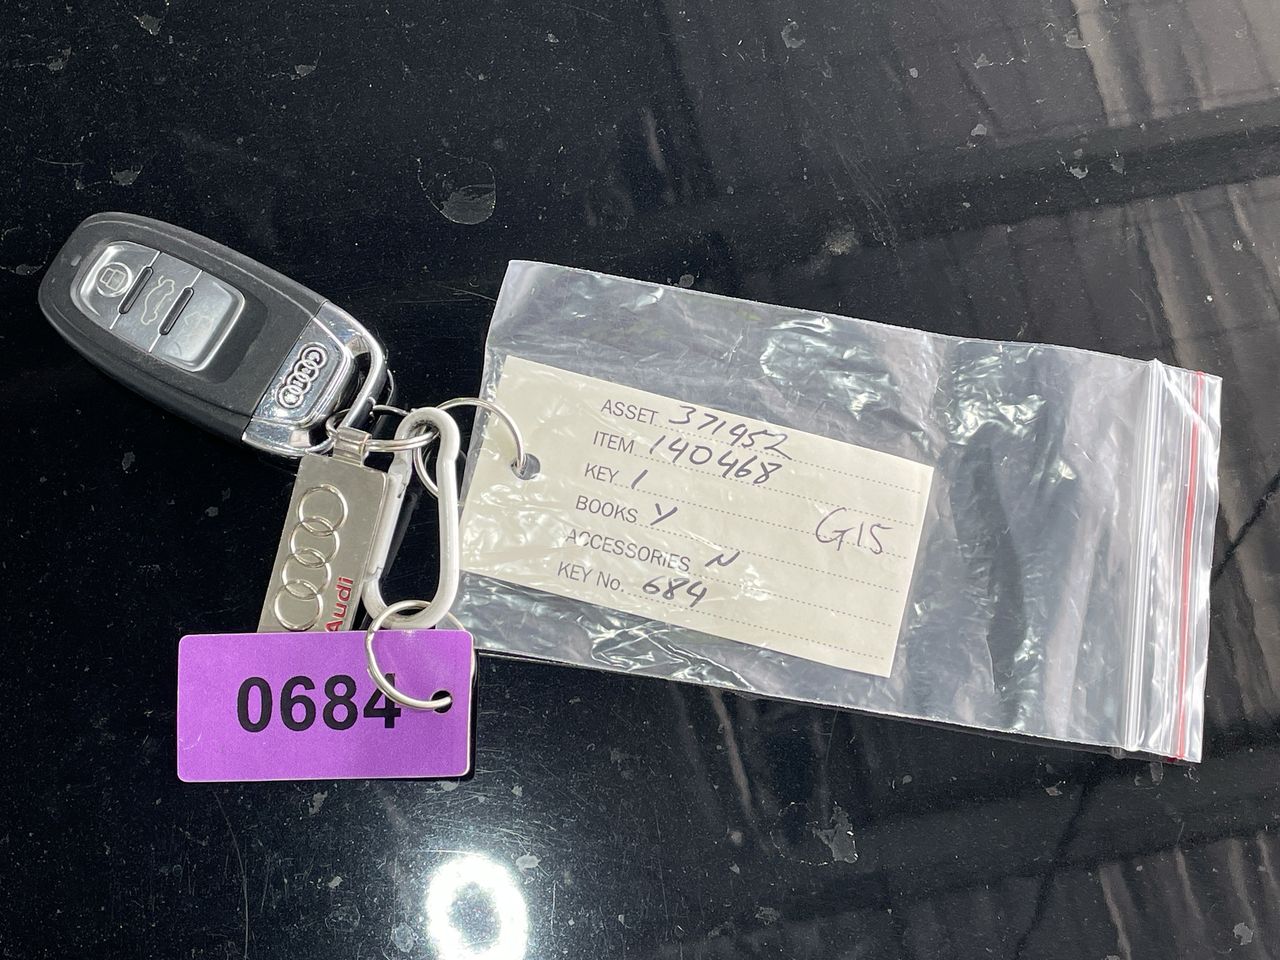 ASSET 371952
ITEM 140468
KEY 1
BOOKS Y
G15
ACCESSORIES N
KEY No. 684
Audi
0684